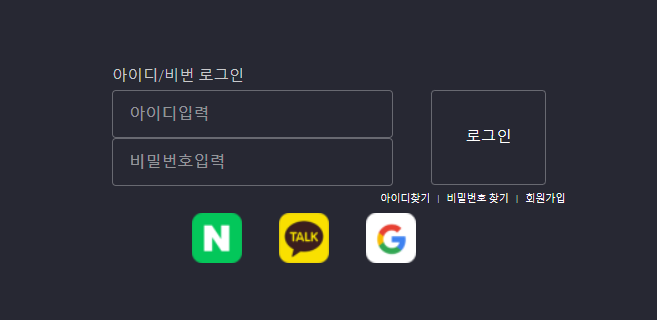 아이디/비번 로그인
아이디입력
비밀번호입력
로그인
아이디찾기 | 비밀번호 찾기 | 회원가입
N TALK G